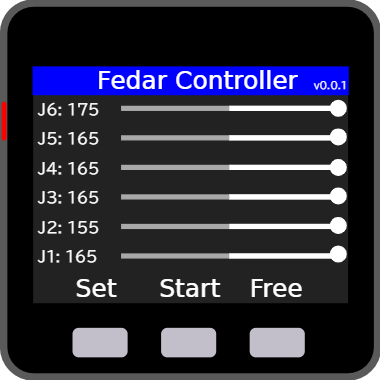 Fedar Controller v0.0.1
J6: 175
J5: 165
J4: 165
J3: 165
J2: 155
J1: 165
Set Start Free